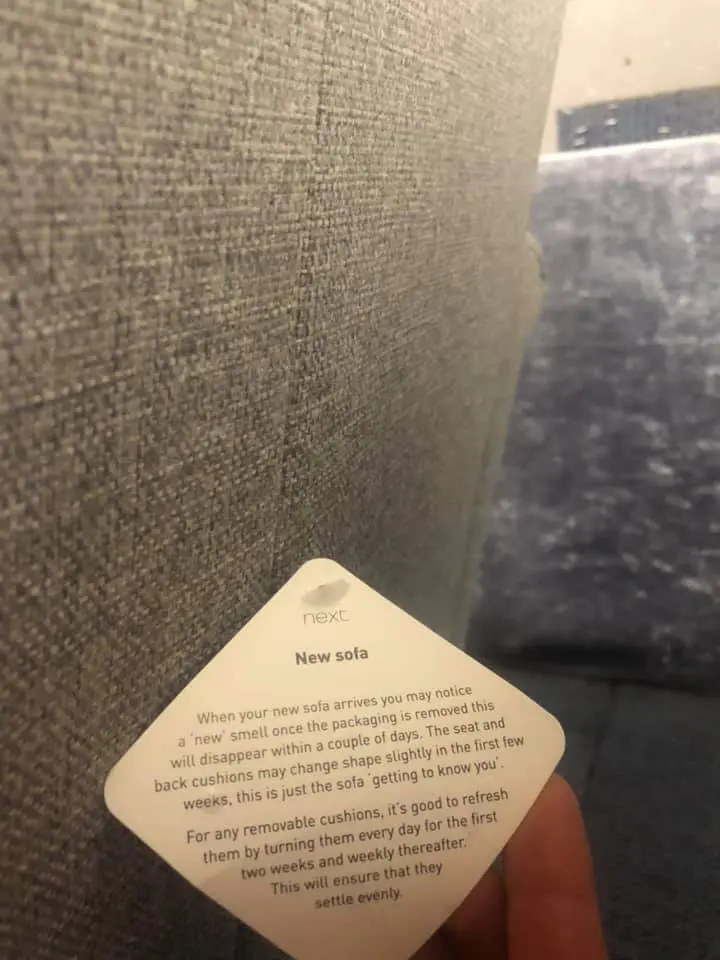 next
New sofa
When your new sofa arrives you may notice
a 'new' smell once the packaging is removed this
will disappear within a couple of days. The seat and
back cushions may change shape slightly in the first few
weeks, this is just the sofa 'getting to know you'.
For any removable cushions, it's good to refresh
them by turning them every day for the first
two weeks and weekly thereafter.
This will ensure that they
settle evenly.